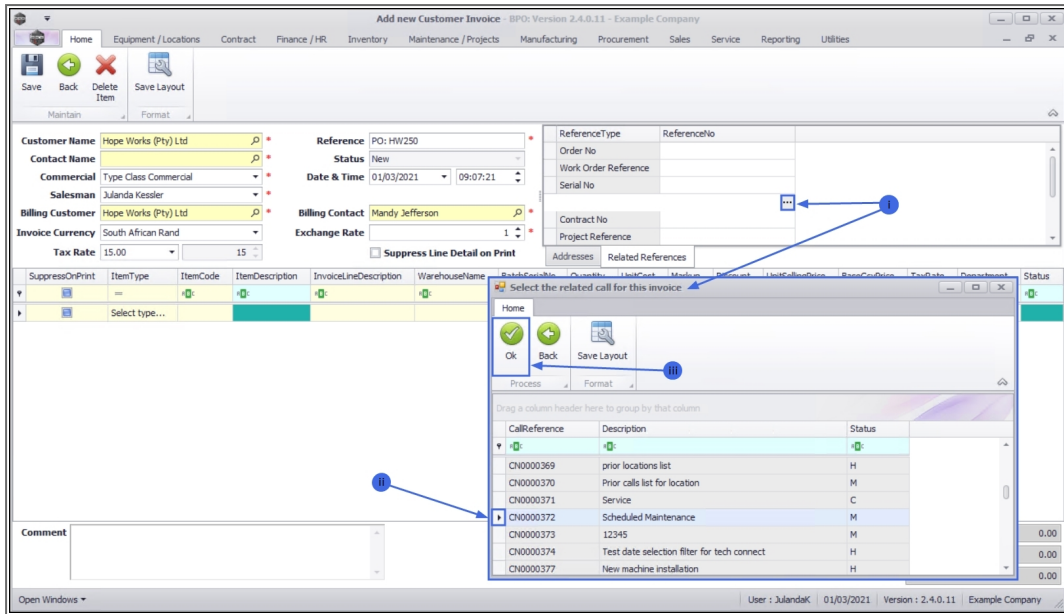 Add new Customer Invoice - BPO: Version 2.4.0.11 - Example Company
Home Equipment / Locations Contract Finance / HR Inventory Maintenance / Projects Manufacturing Procurement Sales Service Reporting Utilities
Save Back Delete Item Save Layout
Maintain Format
Customer Name Hope Works (Pty) Ltd * Reference PO: HW250 *
Contact Name * Status New
Commercial Type Class Commercial * Date & Time 01/03/2021 09:07:21
Salesman Julanda Kessler *
Billing Customer Hope Works (Pty) Ltd Billing Contact Mandy Jefferson *
Invoice Currency South African Rand Exchange Rate 1 *
Tax Rate 15.00 15 Suppress Line Detail on Print
ReferenceType ReferenceNo
Order No
Work Order Reference
Serial No
i
Contract No
Project Reference
Addresses Related References
SuppressOnPrint ItemType ItemCode ItemDescription InvoiceLineDescription WarehouseName BatchSerialNo Quantity UnitCost Markup Discount UnitSellingPrice BaseCsvPrice TaxRate Department Status
=
Select type...
Select the related call for this invoice
Home
Ok Back Save Layout
iii
Process Format
Drag a column header here to group by that column
CallReference Description Status
CN0000369 prior locations list H
CN0000370 Prior calls list for location M
ii
CN0000371 Service C
CN0000372 Scheduled Maintenance M
CN0000373 12345 M
CN0000374 Test date selection filter for tech connect H
CN0000377 New machine installation H
Comment
0.00
0.00
0.00
Open Windows User : JulandaK 01/03/2021 Version : 2.4.0.11 Example Company